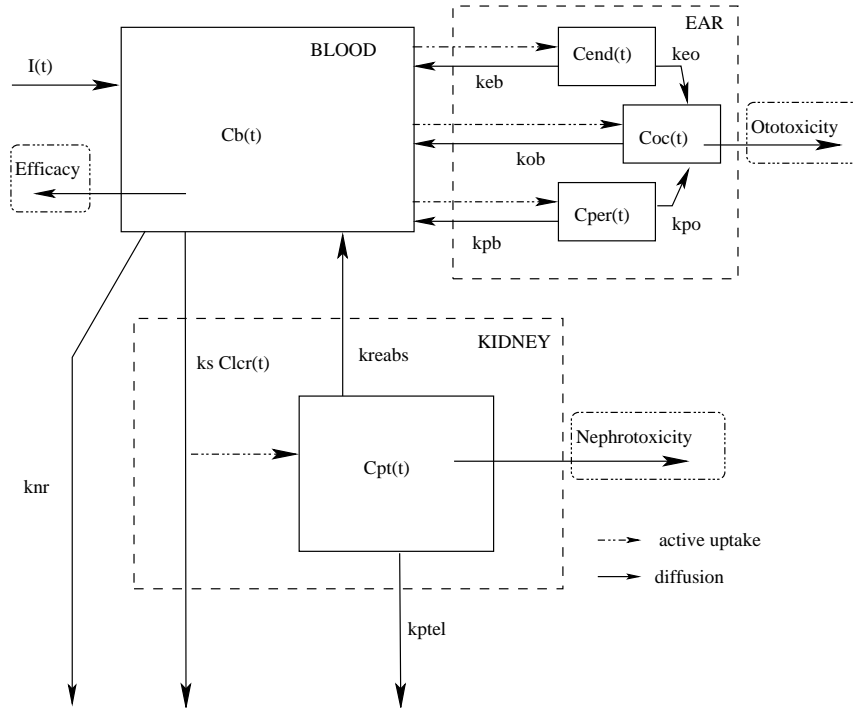 EAR
BLOOD
Cend(t)
I(t)
keb
keo
Cb(t)
Coc(t)
Ototoxicity
kob
Efficacy
Cper(t)
kpb
kpo
KIDNEY
ks Clcr(t)
kreabs
Nephrotoxicity
Cpt(t)
knr
active uptake
diffusion
kptel